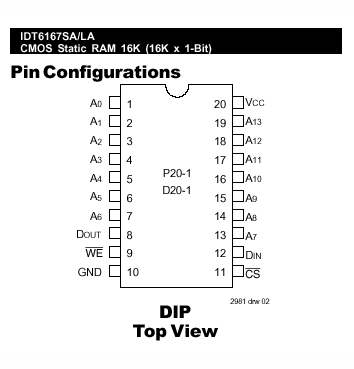 IDT6167SA/LA
CMOS Static RAM 16K (16K x 1-Bit)
Pin Configurations
A0 1 20 VCC
A1 2 19 A13
A2 3 18 A12
A3 4 17 A11
A4 5 P20-1 16 A10
A5 6 D20-1 15 A9
A6 7 14 A8
DOUT 8 13 A7
WE 9 12 DIN
GND 10 11 CS
2981 drw 02
DIP
Top View